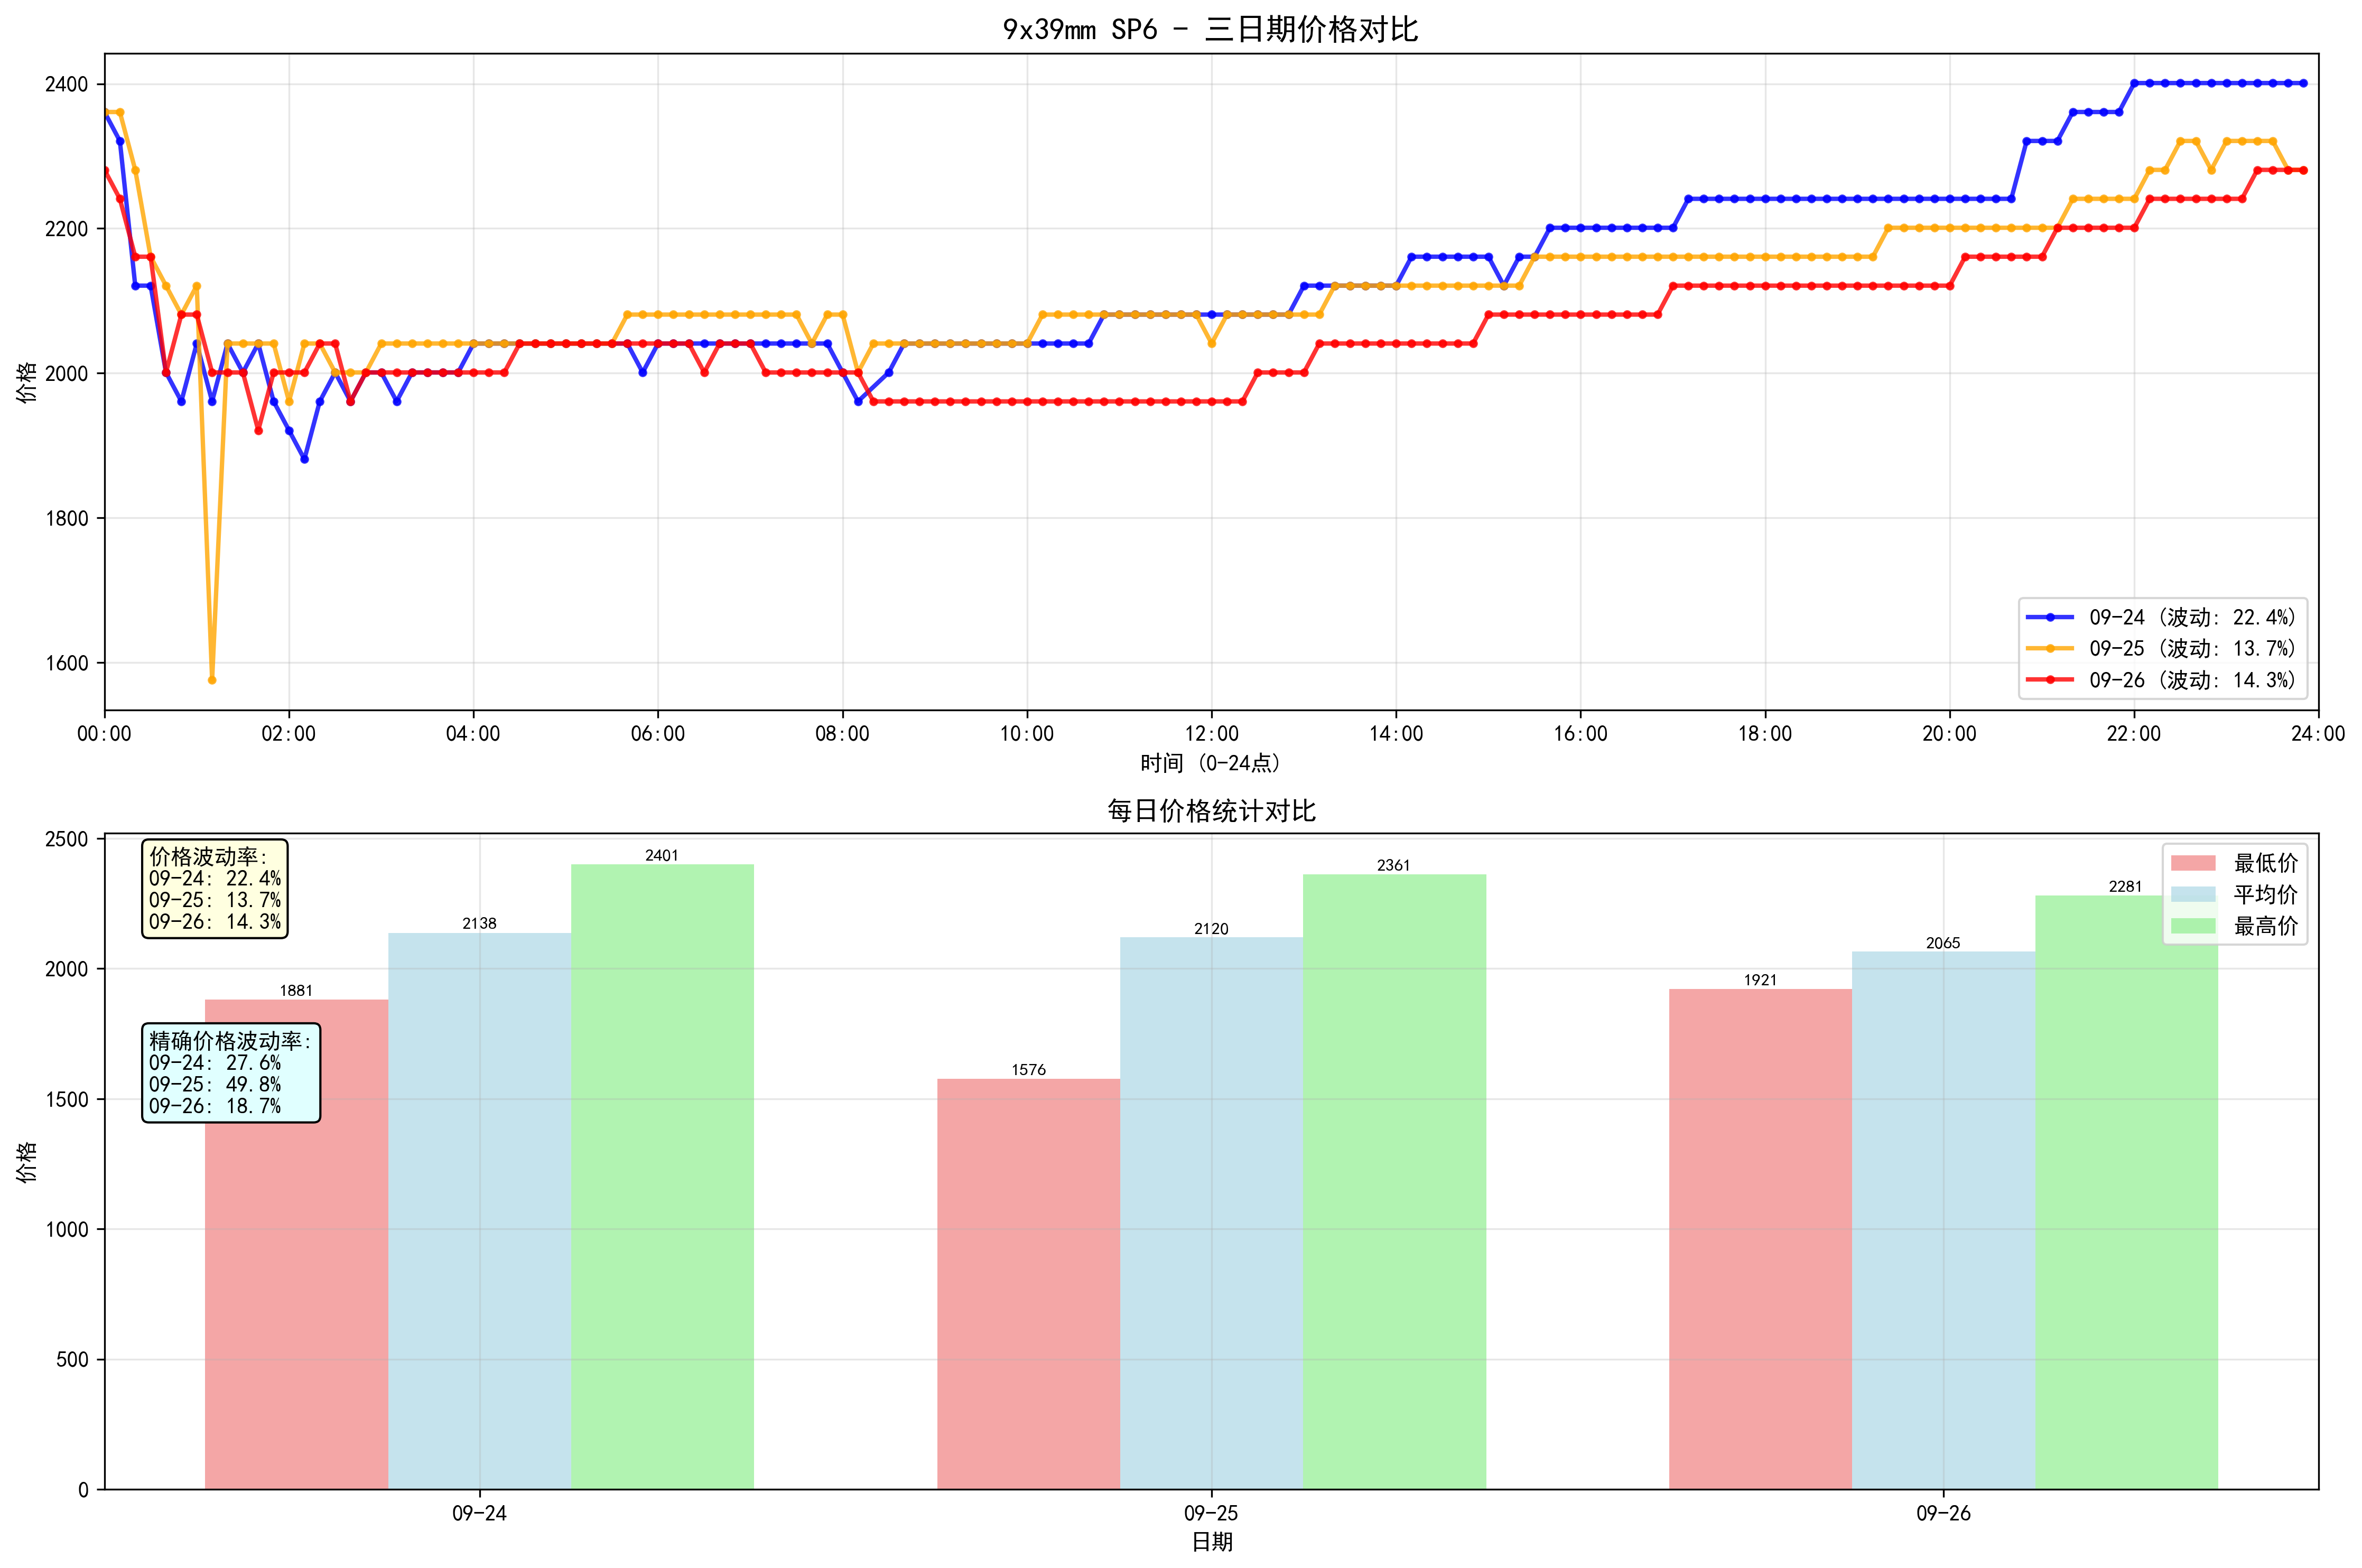 9x39mm SP6 - 三日期价格对比
价格
2400
2200
2000
1800
1600
09-24 (波动: 22.4%)
09-25 (波动: 13.7%)
09-26 (波动: 14.3%)
00:00 02:00 04:00 06:00 08:00 10:00 12:00 14:00 16:00 18:00 20:00 22:00 24:00
时间 (0-24点)
每日价格统计对比
价格
2500
2000
1500
1000
500
0
价格波动率:
09-24: 22.4%
09-25: 13.7%
09-26: 14.3%
精确价格波动率:
09-24: 27.6%
09-25: 49.8%
09-26: 18.7%
1881
2138
2401
1576
2120
2361
1921
2065
2281
最低价
平均价
最高价
09-24 09-25 09-26
日期